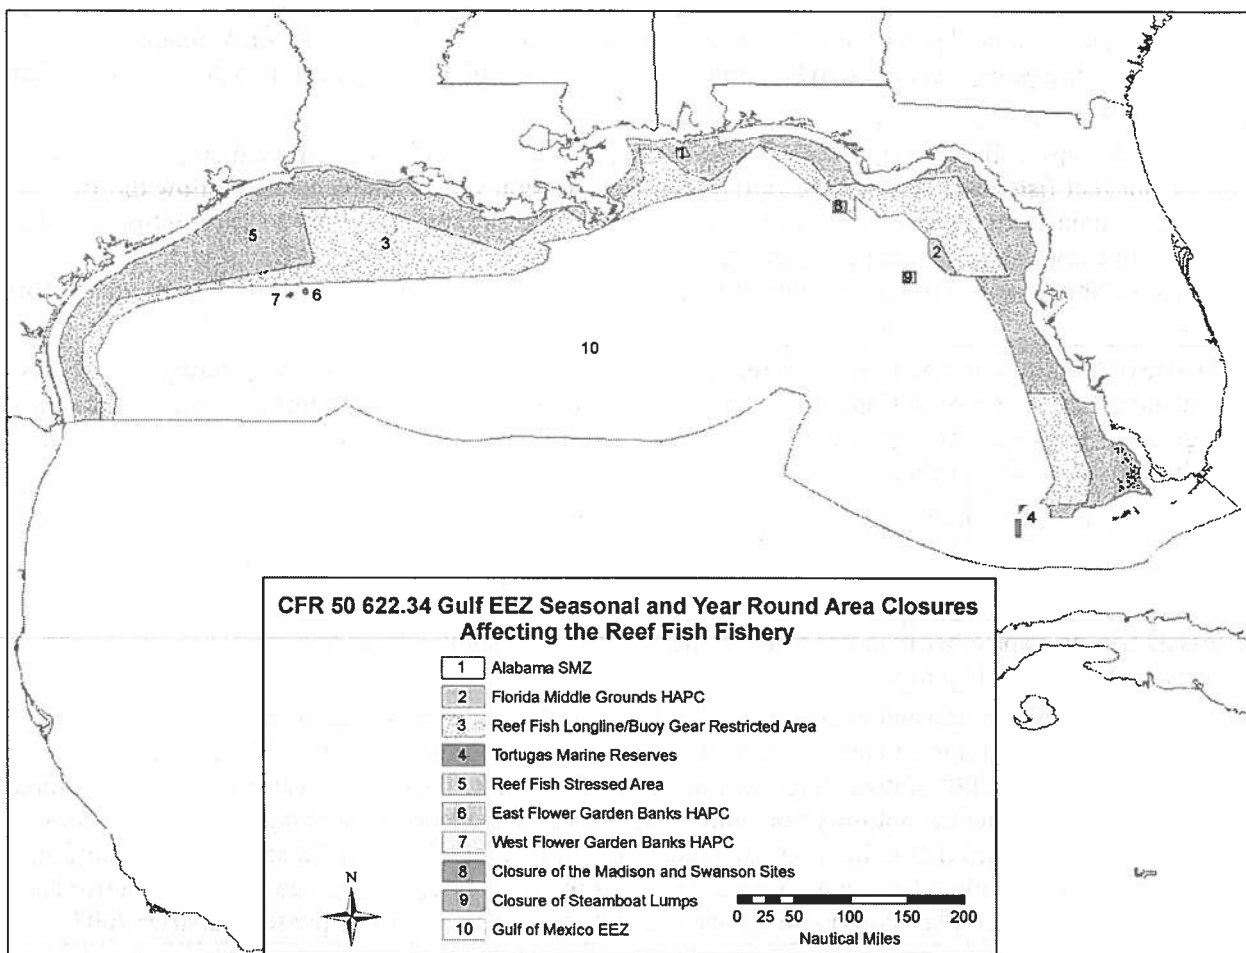 1
5
3
8
2
9
7
6
10
4
CFR 50 622.34 Gulf EEZ Seasonal and Year Round Area Closures
Affecting the Reef Fish Fishery
1 Alabama SMZ
2 Florida Middle Grounds HAPC
3 Reef Fish Longline/Buoy Gear Restricted Area
4 Tortugas Marine Reserves
5 Reef Fish Stressed Area
6 East Flower Garden Banks HAPC
7 West Flower Garden Banks HAPC
8 Closure of the Madison and Swanson Sites
9 Closure of Steamboat Lumps
10 Gulf of Mexico EEZ
N
0 25 50 100 150 200
Nautical Miles